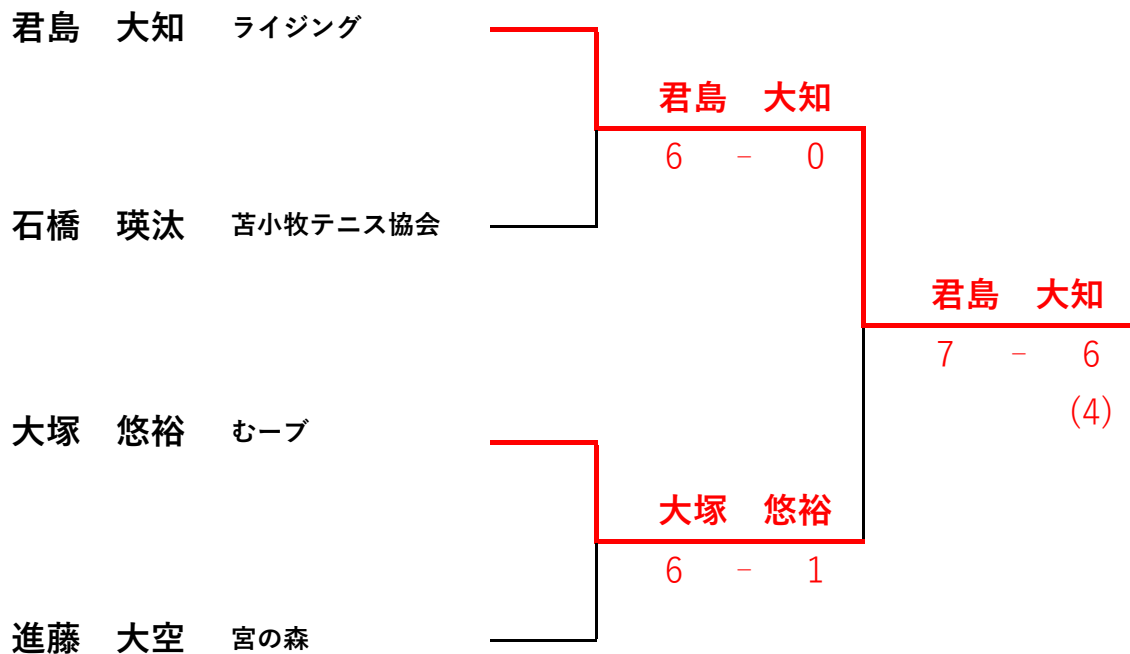 君島　大知　ライジング
君島　大知
6　-　0
石橋　瑛汰　苫小牧テニス協会
君島　大知
7　-　6
(4)
大塚　悠裕　むーブ
大塚　悠裕
6　-　1
進藤　大空　宮の森